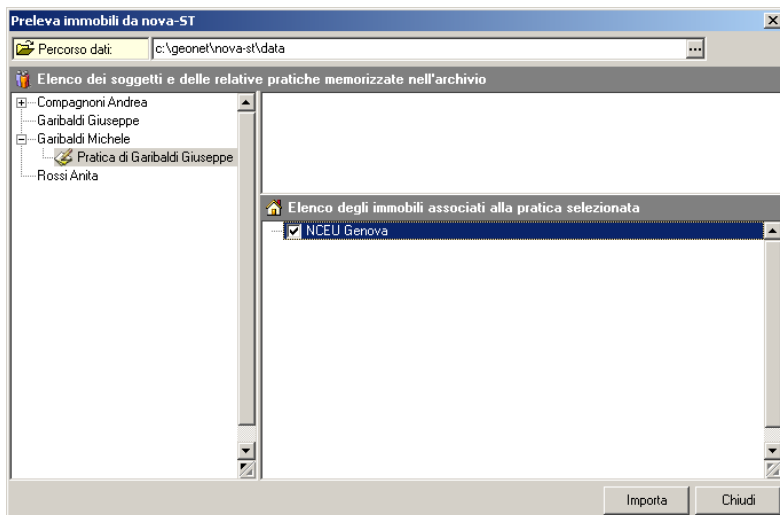 Preleva immobili da nova-ST
Percorso dati: c:\geonet\nova-st\data ...
Elenco dei soggetti e delle relative pratiche memorizzate nell'archivio
Compagnoni Andrea
Garibaldi Giuseppe
Garibaldi Michele
Pratica di Garibaldi Giuseppe
Rossi Anita
Elenco degli immobili associati alla pratica selezionata
NCEU Genova
Importa Chiudi